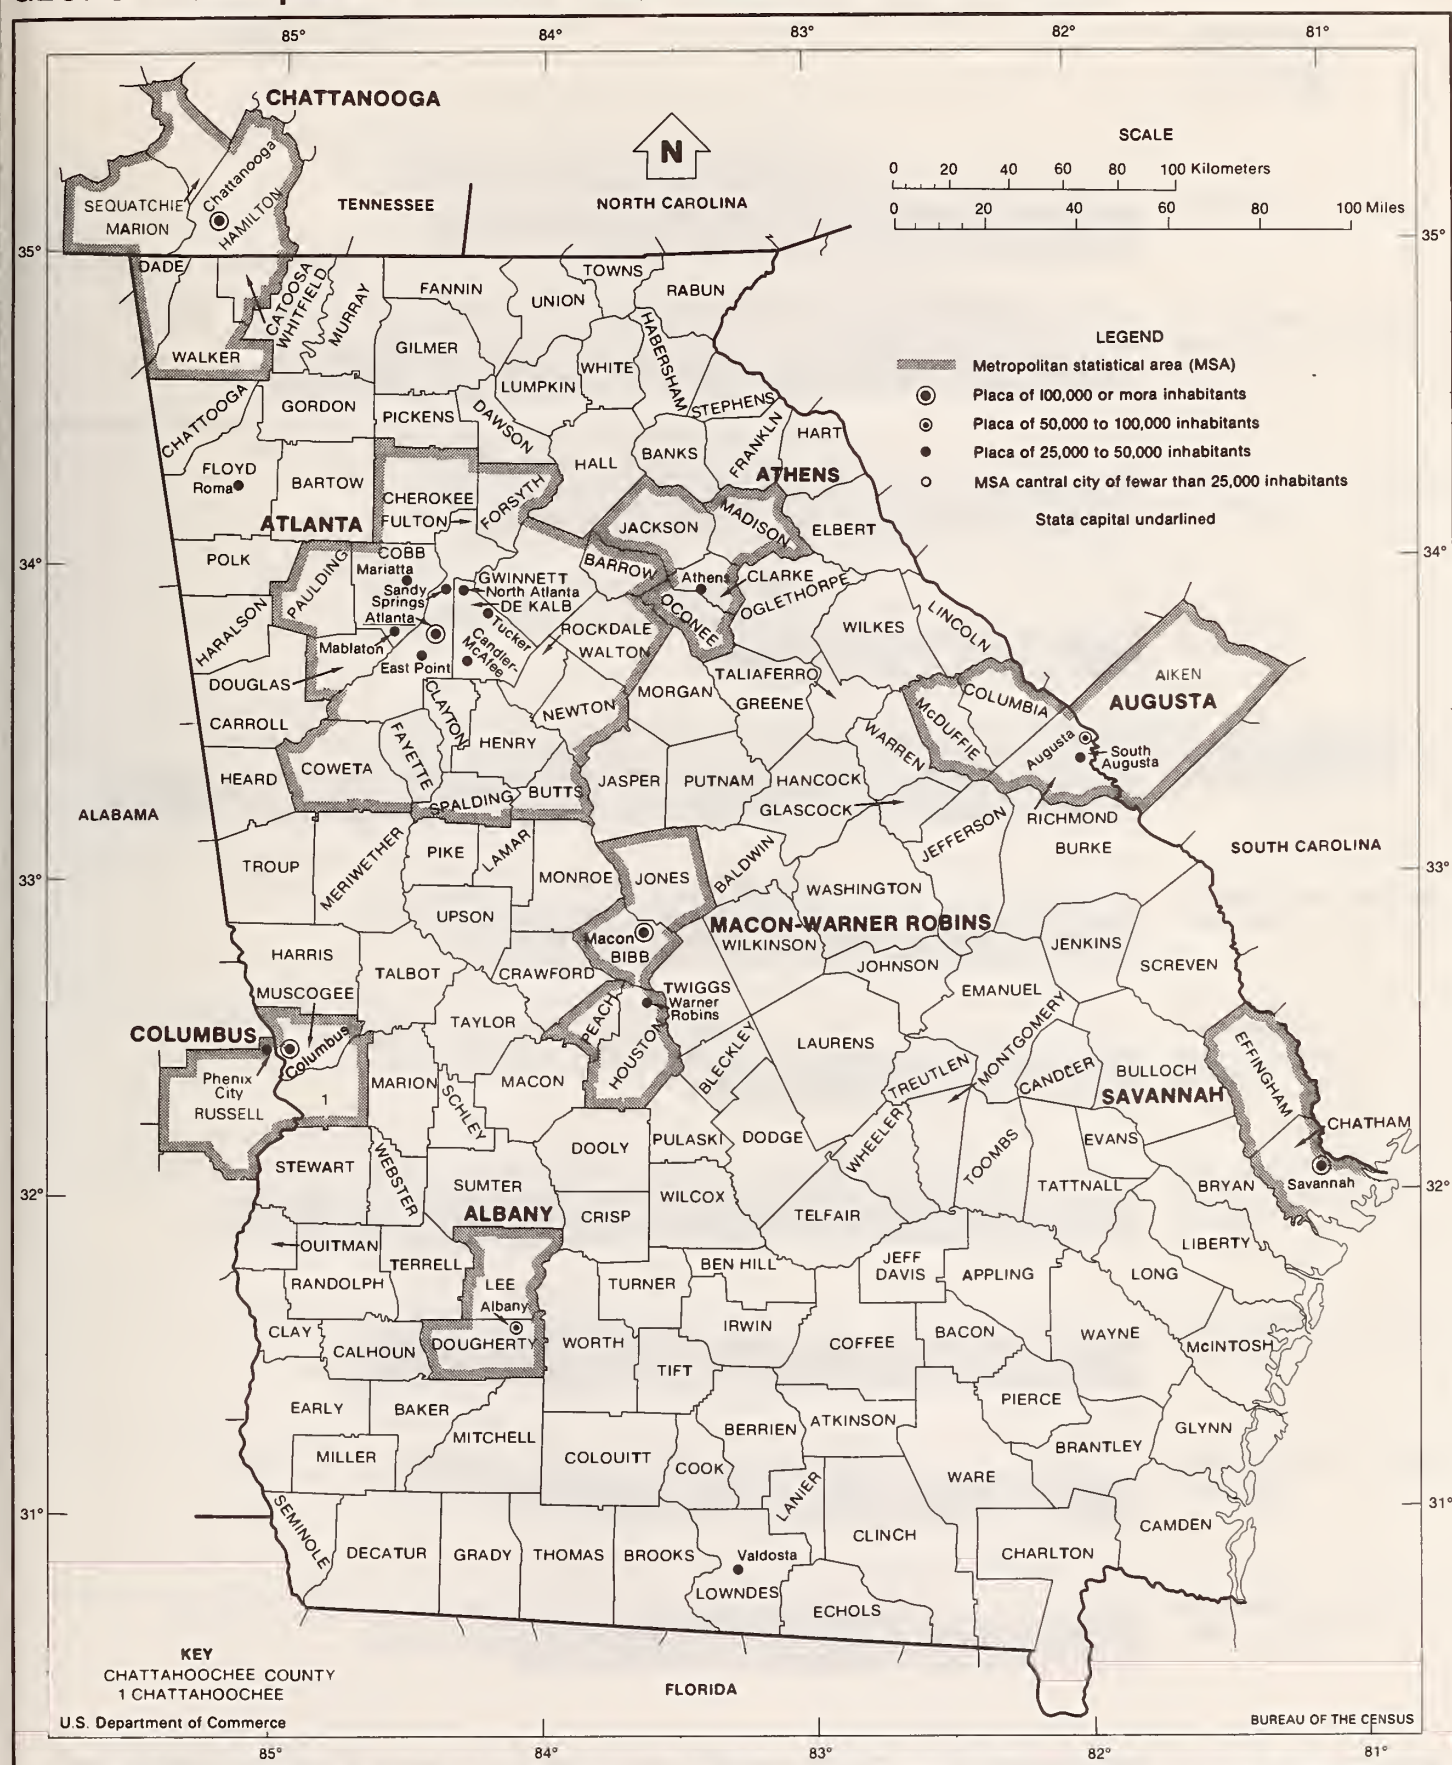 85°
84°
83°
82°
81°
CHATTANOOGA
N
SCALE
0 20 40 60 80 100 Kilometers
0 20 40 60 80 100 Miles
Chattanooga
HAMILTON
SEQUATCHIE
MARION
TENNESSEE
NORTH CAROLINA
35°
35°
DADE
CATOOSA
WHITFIELD
MURRAY
FANNIN
UNION
TOWNS
RABUN
WALKER
GILMER
LUMPKIN
WHITE
HABERSHAM
STEPHENS
LEGEND
Metropolitan statistical area (MSA)
Placa of 100,000 or mora inhabitants
Placa of 50,000 to 100,000 inhabitants
Placa of 25,000 to 50,000 inhabitants
MSA cantral city of fewar than 25,000 inhabitants
Stata capital undarlined
CHATTOOGA
GORDON
PICKENS
DAWSON
HALL
BANKS
FRANKLN
HART
FLOYD
Roma
BARTOW
CHEROKEE
FULTON
FORSYTH
ATHENS
JACKSON
MADISON
ELBERT
ATLANTA
34°
34°
POLK
PAULDING
COBB
Mariatta
Sandy
Springs
Atlanta
GWINNETT
North Atlanta
DE KALB
Tucker
Candler-
McAfee
BARROW
Athens
CLARKE
OGLETHORPE
OCONEE
HARALSON
Mablaton
East Point
DOUGLAS
ROCKDALE
WALTON
WILKES
LINCOLN
CARROLL
CLAYTON
NEWTON
MORGAN
TALIAFERRO
GREENE
COLUMBIA
McDUFFIE
AIKEN
AUGUSTA
Augusta
South
Augusta
HEARD
COWETA
FAYETTE
HENRY
SPALDING
BUTTS
JASPER
PUTNAM
HANCOCK
WARREN
GLASCOCK
RICHMOND
ALABAMA
SOUTH CAROLINA
TROUP
MERIWETHER
PIKE
LAMAR
MONROE
JONES
BALDWIN
WASHINGTON
JEFFERSON
BURKE
33°
33°
HARRIS
UPSON
Macon
BIBB
MACON-WARNER ROBINS
WILKINSON
JENKINS
SCREVEN
TALBOT
CRAWFORD
JOHNSON
MUSCOGEE
TAYLOR
PEACH
TWIGGS
Warner
Robins
EMANUEL
COLUMBUS
Columbus
Phenix
City
RUSSELL
1
MARION
SCHLEY
MACON
HOUSTON
BLECKLEY
LAURENS
TREUTLEN
MONTGOMERY
CANDLER
BULLOCH
SAVANNAH
EFFINGHAM
CHATHAM
STEWART
WEBSTER
SUMTER
DOOLY
PULASKI
DODGE
WHEELER
TOOMBS
EVANS
TATTNALL
BRYAN
Savannah
32°
32°
ALBANY
CRISP
WILCOX
TELFAIR
LIBERTY
QUITMAN
RANDOLPH
TERRELL
LEE
Albany
TURNER
BEN HILL
JEFF
DAVIS
APPLING
LONG
CLAY
CALHOUN
DOUGHERTY
WORTH
IRWIN
TIFT
COFFEE
BACON
WAYNE
McINTOSH
EARLY
BAKER
MITCHELL
MILLER
COLQUITT
COOK
BERRIEN
ATKINSON
PIERCE
BRANTLEY
GLYNN
WARE
LANIER
31°
31°
SEMINOLE
DECATUR
GRADY
THOMAS
BROOKS
Valdosta
LOWNDES
CLINCH
ECHOLS
CHARLTON
CAMDEN
KEY
CHATTAHOOCHEE COUNTY
1 CHATTAHOOCHEE
FLORIDA
U.S. Department of Commerce
BUREAU OF THE CENSUS
85°
84°
83°
82°
81°